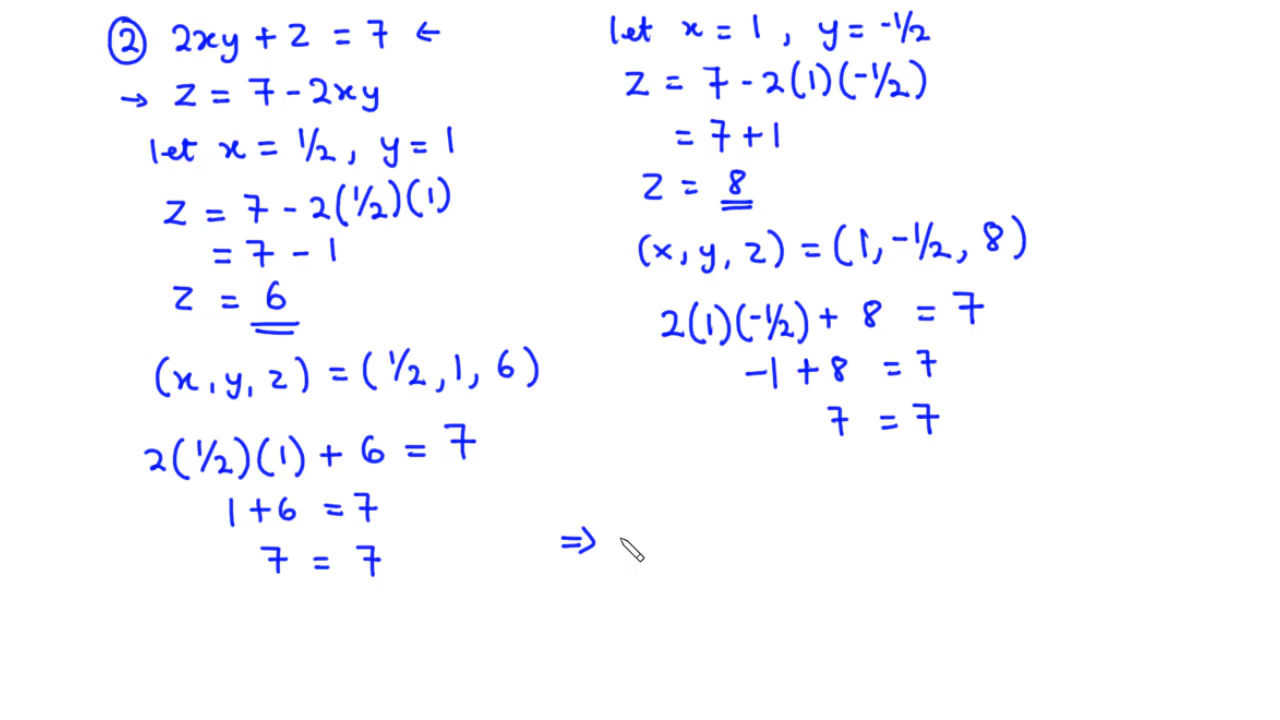 ② 2xy + z = 7 ←
→ z = 7 - 2xy
let x = 1/2, y = 1
z = 7 - 2(1/2)(1)
= 7 - 1
z = 6
(x, y, z) = (1/2, 1, 6)
2(1/2)(1) + 6 = 7
1 + 6 = 7
7 = 7
let x = 1, y = -1/2
z = 7 - 2(1)(-1/2)
= 7 + 1
z = 8
(x, y, z) = (1, -1/2, 8)
2(1)(-1/2) + 8 = 7
-1 + 8 = 7
7 = 7
⇒